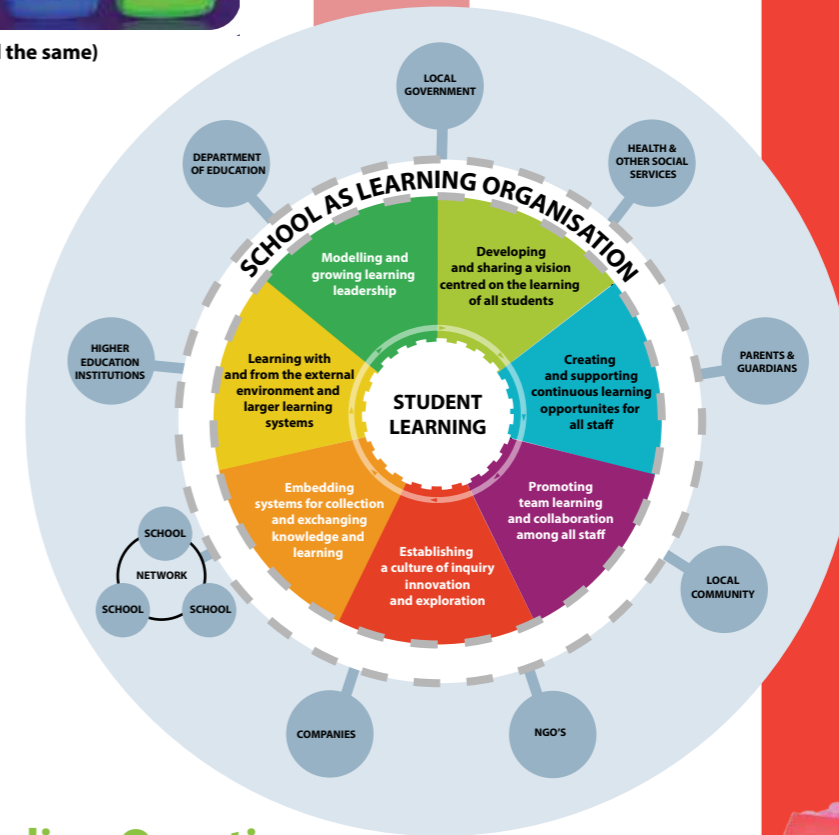 l the same)
LOCAL
GOVERNMENT
DEPARTMENT
OF EDUCATION
HEALTH &
OTHER SOCIAL
SERVICES
SCHOOL AS LEARNING ORGANISATION
Modelling and
growing learning
leadership
Developing
and sharing a vision
centred on the learning
of all students
HIGHER
EDUCATION
INSTITUTIONS
Learning with
and from the external
environment and
larger learning
systems
Creating
and supporting
continuous learning
opportunites for
all staff
PARENTS &
GUARDIANS
STUDENT
LEARNING
Embedding
systems for collection
and exchanging
knowledge and
learning
Promoting
team learning
and collaboration
among all staff
Establishing
a culture of inquiry
innovation
and exploration
SCHOOL
NETWORK
SCHOOL
SCHOOL
LOCAL
COMMUNITY
COMPANIES
NGO'S